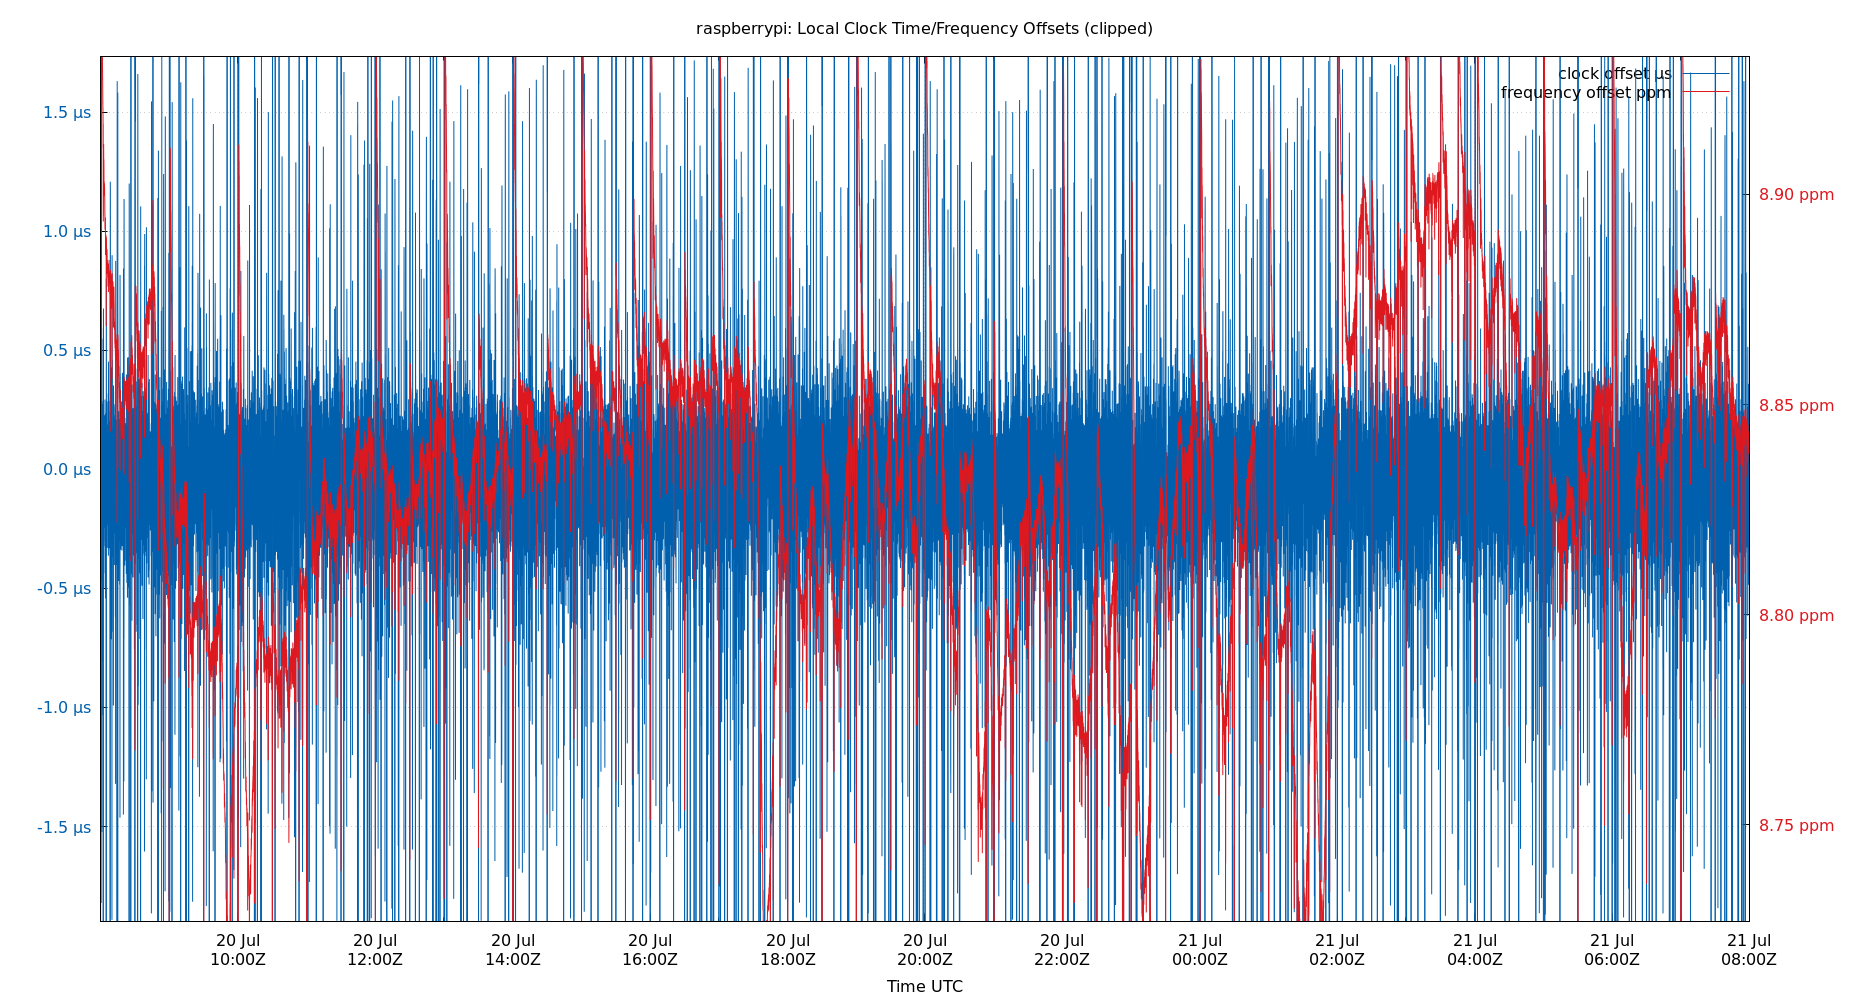 raspberrypi: Local Clock Time/Frequency Offsets (clipped)
clock offset µs
frequency offset ppm
1.5 µs
1.0 µs
0.5 µs
0.0 µs
-0.5 µs
-1.0 µs
-1.5 µs
8.90 ppm
8.85 ppm
8.80 ppm
8.75 ppm
20 Jul 20 Jul 20 Jul 20 Jul 20 Jul 20 Jul 20 Jul 21 Jul 21 Jul 21 Jul 21 Jul 21 Jul
10:00Z 12:00Z 14:00Z 16:00Z 18:00Z 20:00Z 22:00Z 00:00Z 02:00Z 04:00Z 06:00Z 08:00Z
Time UTC